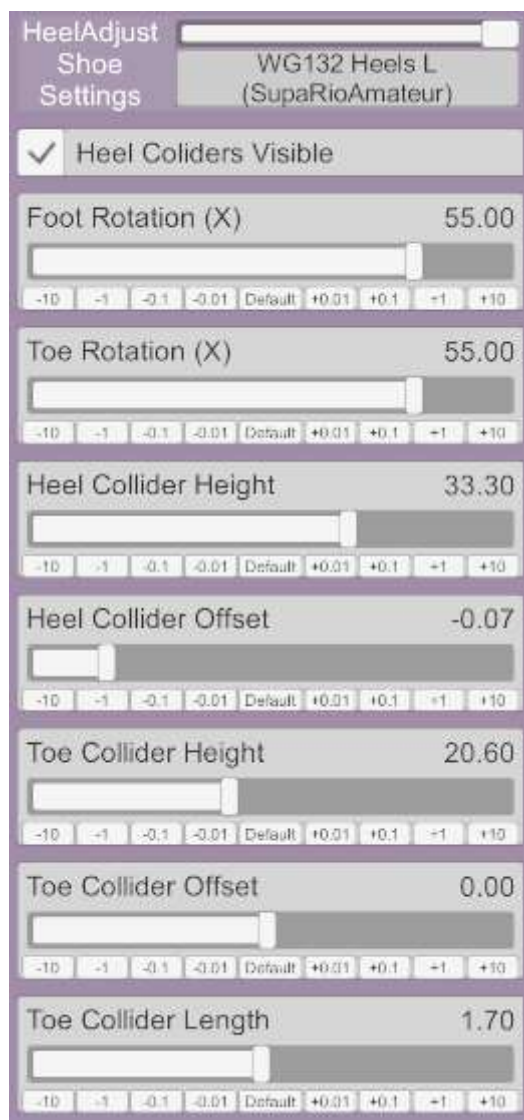 HeelAdjust
Shoe
Settings
WG132 Heels L
(SupaRioAmateur)
Heel Coliders Visible
Foot Rotation (X) 55.00
-10 -1 -0.1 -0.01 Default +0.01 +0.1 +1 +10
Toe Rotation (X) 55.00
-10 -1 -0.1 -0.01 Default +0.01 +0.1 +1 +10
Heel Collider Height 33.30
-10 -1 -0.1 -0.01 Default +0.01 +0.1 +1 +10
Heel Collider Offset -0.07
-10 -1 -0.1 -0.01 Default +0.01 +0.1 +1 +10
Toe Collider Height 20.60
-10 -1 -0.1 -0.01 Default +0.01 +0.1 +1 +10
Toe Collider Offset 0.00
-10 -1 -0.1 -0.01 Default +0.01 +0.1 +1 +10
Toe Collider Length 1.70
-10 -1 -0.1 -0.01 Default +0.01 +0.1 +1 +10